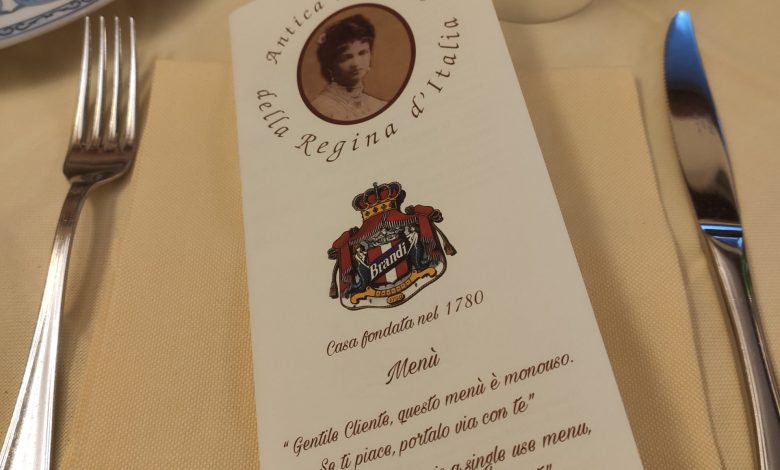 Antica
della Regina d'Italia
Brandi
Casa fondata nel 1780
Menù
“Gentile Cliente, questo menù è monouso.
Se ti piace, portalo via con te”
is a single use menu,